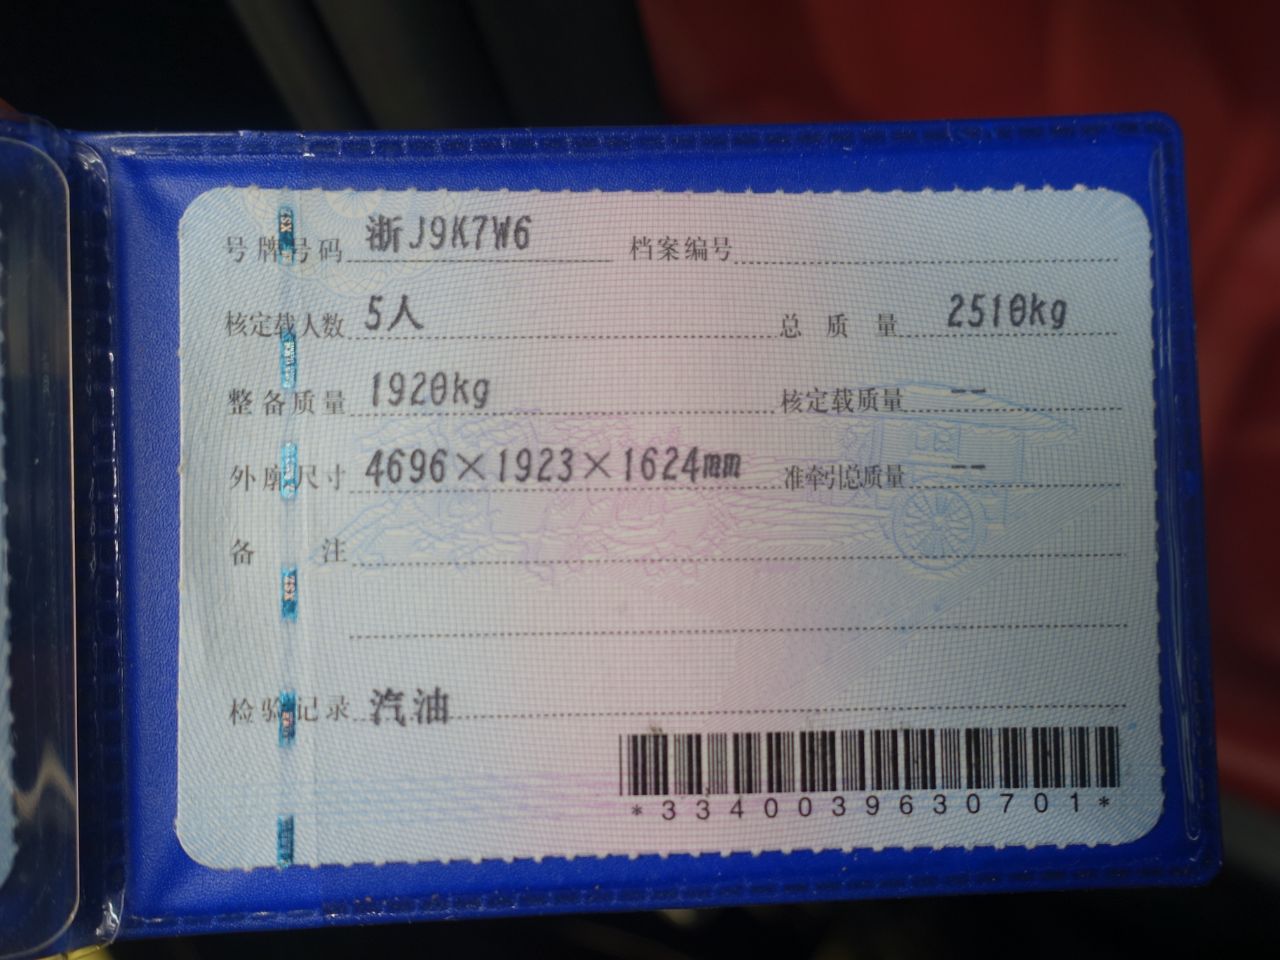 号牌号码 浙J9K7W6 档案编号
核定载人数 5人 总质量 2510kg
整备质量 1920kg 核定载质量 --
外廓尺寸 4696×1923×1624mm 准牵引总质量 --
备注
检验记录 汽油
*3340039630701*